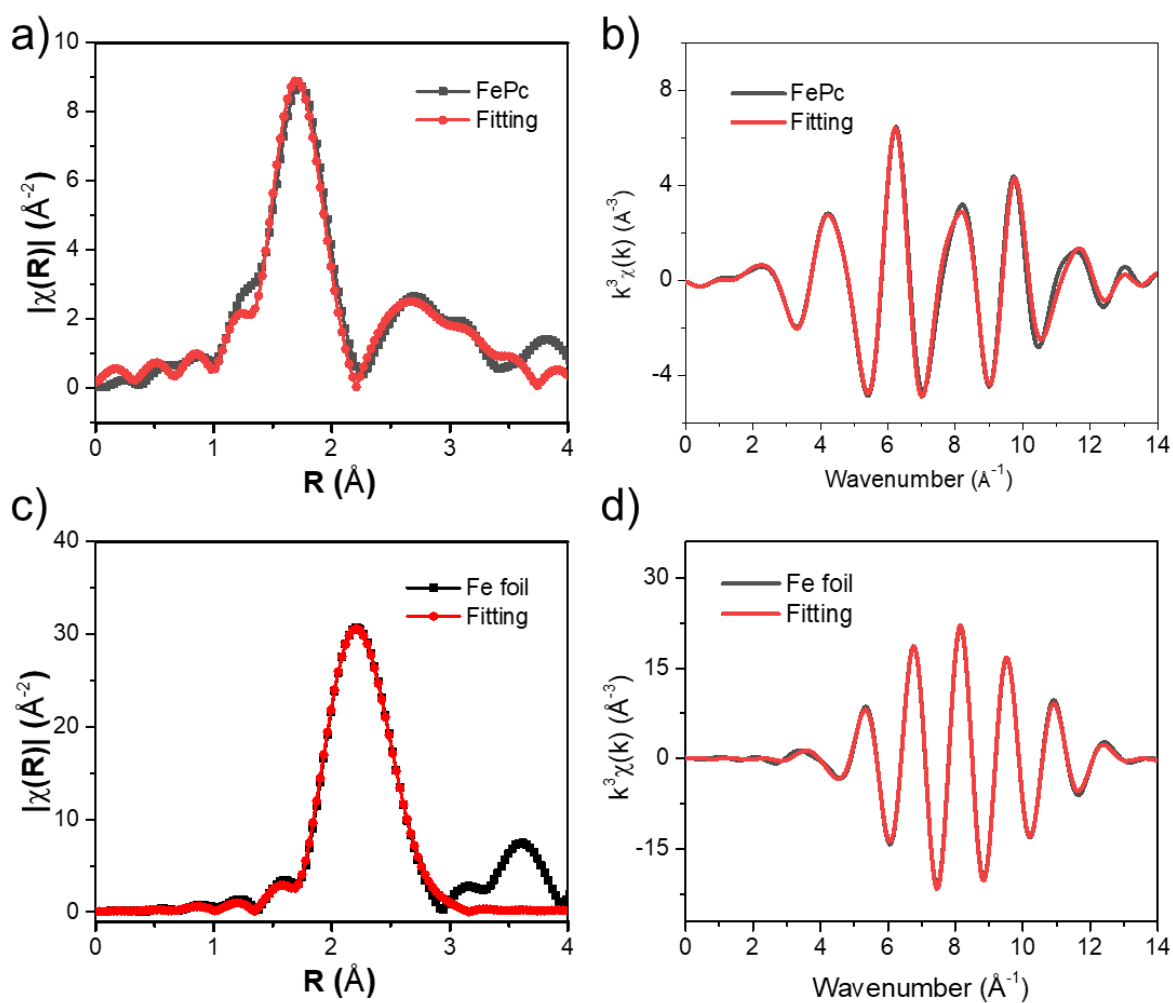 a)
10
8
6
4
2
0
|χ(R)| (Å⁻²)
FePc
Fitting
0 1 2 3 4
R (Å)
b)
8
4
0
-4
k³χ(k) (Å⁻³)
FePc
Fitting
0 2 4 6 8 10 12 14
Wavenumber (Å⁻¹)
c)
40
30
20
10
0
|χ(R)| (Å⁻²)
Fe foil
Fitting
0 1 2 3 4
R (Å)
d)
30
15
0
-15
k³χ(k) (Å⁻³)
Fe foil
Fitting
0 2 4 6 8 10 12 14
Wavenumber (Å⁻¹)